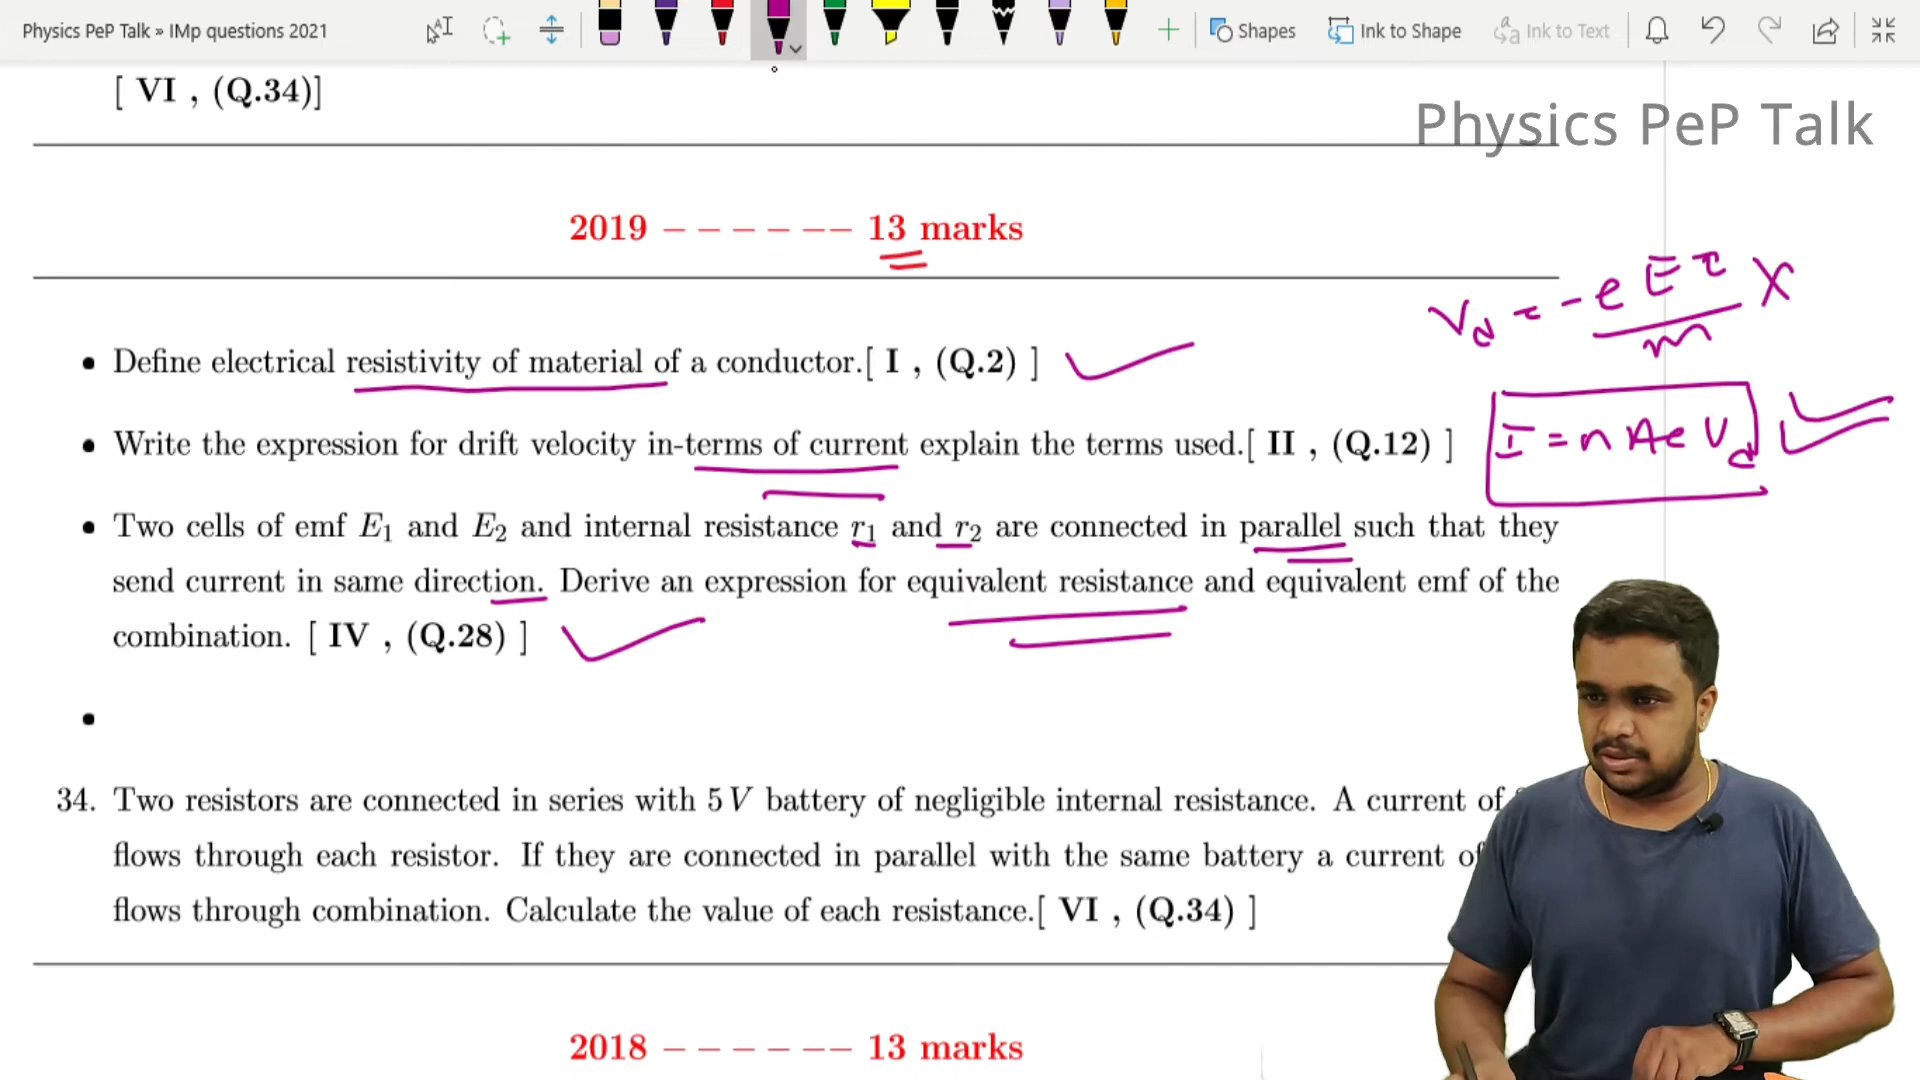 Physics PeP Talk » IMp questions 2021
Shapes
Ink to Shape
Ink to Text
[ VI , (Q.34)]
Physics PeP Talk
2019 − − − − − − 13 marks
V_d = -eEτ/m X
• Define electrical resistivity of material of a conductor.[ I , (Q.2) ]
• Write the expression for drift velocity in-terms of current explain the terms used.[ II , (Q.12) ]
I = nAeV_d
• Two cells of emf E₁ and E₂ and internal resistance r₁ and r₂ are connected in parallel such that they
send current in same direction. Derive an expression for equivalent resistance and equivalent emf of the
combination. [ IV , (Q.28) ]
•
34. Two resistors are connected in series with 5 V battery of negligible internal resistance. A current of
flows through each resistor. If they are connected in parallel with the same battery a current of
flows through combination. Calculate the value of each resistance.[ VI , (Q.34) ]
2018 − − − − − − 13 marks